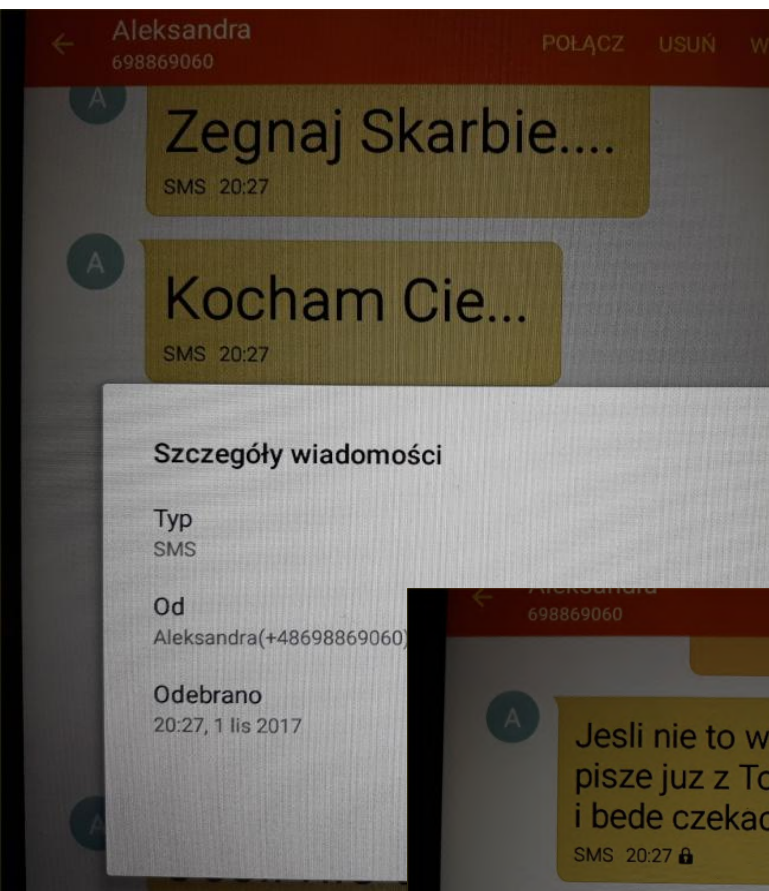 Aleksandra
698869060
POŁĄCZ USUŃ
A
Zegnaj Skarbie....
SMS 20:27
A
Kocham Cie...
SMS 20:27
Szczegóły wiadomości
Typ
SMS
Od
Aleksandra(+48698869060)
Odebrano
20:27, 1 lis 2017
A
Aleksandra
698869060
A
Jesli nie to w
pisze juz z To
i bede czekac
SMS 20:27